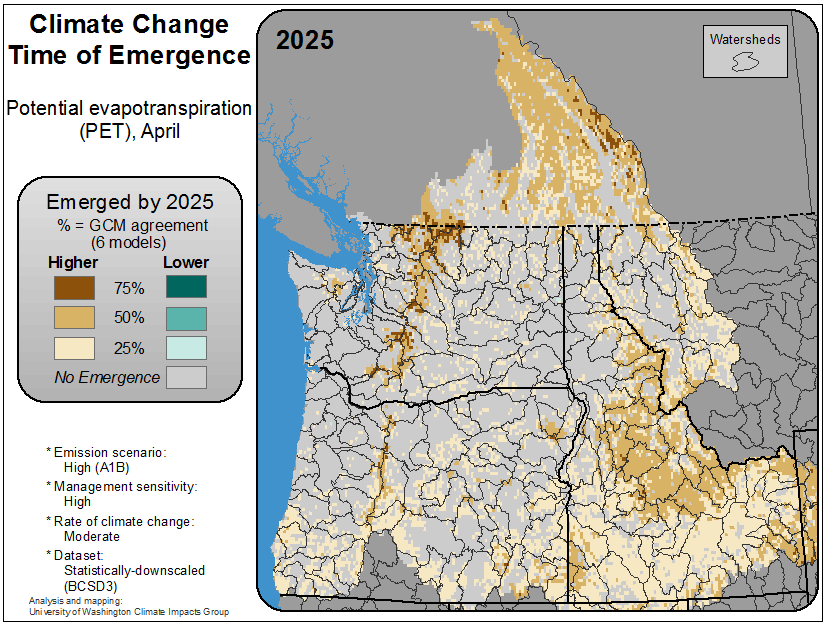 Climate Change
Time of Emergence
Potential evapotranspiration
(PET), April
Emerged by 2025
% = GCM agreement
(6 models)
Higher Lower
75%
50%
25%
No Emergence
* Emission scenario:
High (A1B)
* Management sensitivity:
High
* Rate of climate change:
Moderate
* Dataset:
Statistically-downscaled
(BCSD3)
Analysis and mapping:
University of Washington Climate Impacts Group
2025
Watersheds